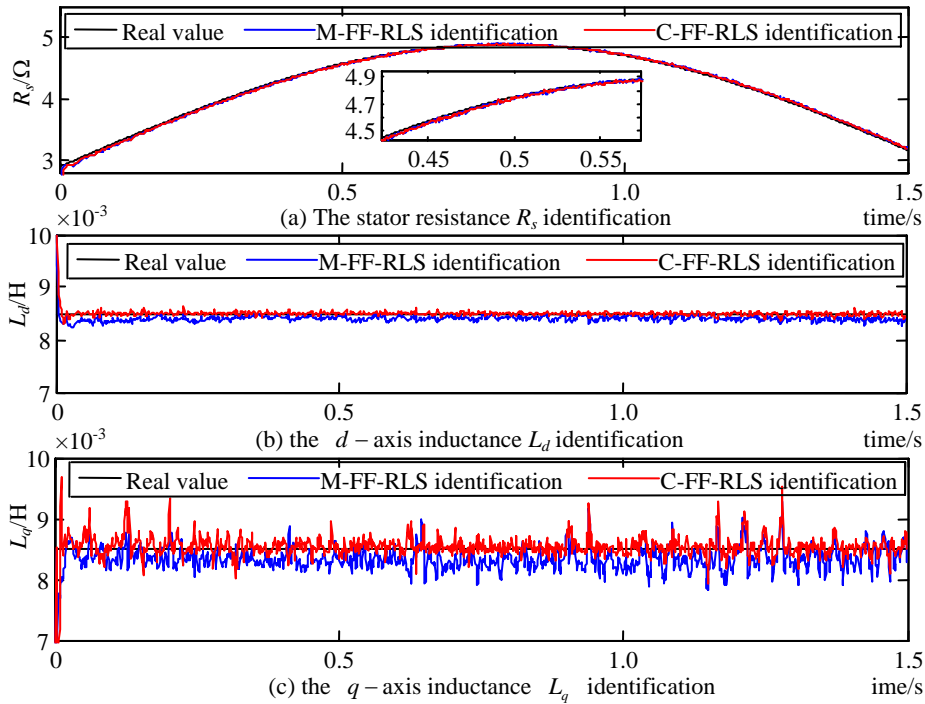 5
4
3
R_s/Ω
Real value M-FF-RLS identification C-FF-RLS identification
4.9
4.7
4.5
0.45 0.5 0.55
0 0.5 1.0 1.5
(a) The stator resistance R_s identification time/s
×10⁻³
10
9
8
7
L_d/H
Real value M-FF-RLS identification C-FF-RLS identification
0 0.5 1.0 1.5
(b) the d – axis inductance L_d identification time/s
×10⁻³
10
9
8
7
L_q/H
Real value M-FF-RLS identification C-FF-RLS identification
0 0.5 1.0 1.5
(c) the q – axis inductance L_q identification ime/s